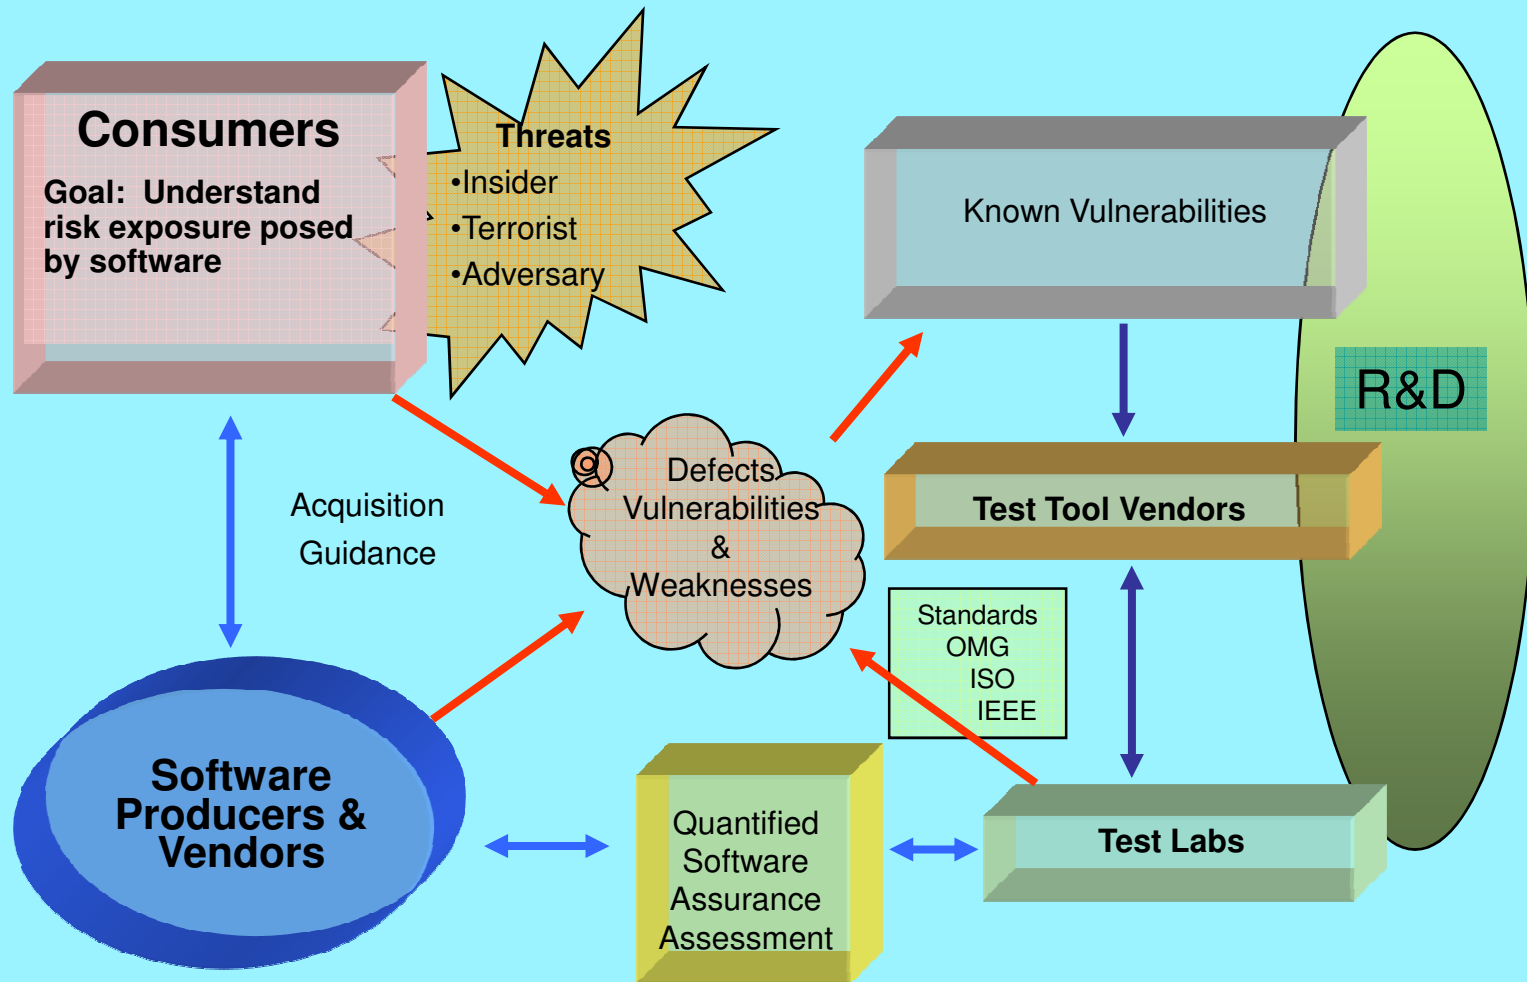 Consumers
Goal:  Understand
risk exposure posed
by software
Threats
•Insider
•Terrorist
•Adversary
Known Vulnerabilities
R&D
Defects
Vulnerabilities
&
Weaknesses
Test Tool Vendors
Acquisition
Guidance
Standards
OMG
ISO
IEEE
Software
Producers &
Vendors
Quantified
Software
Assurance
Assessment
Test Labs